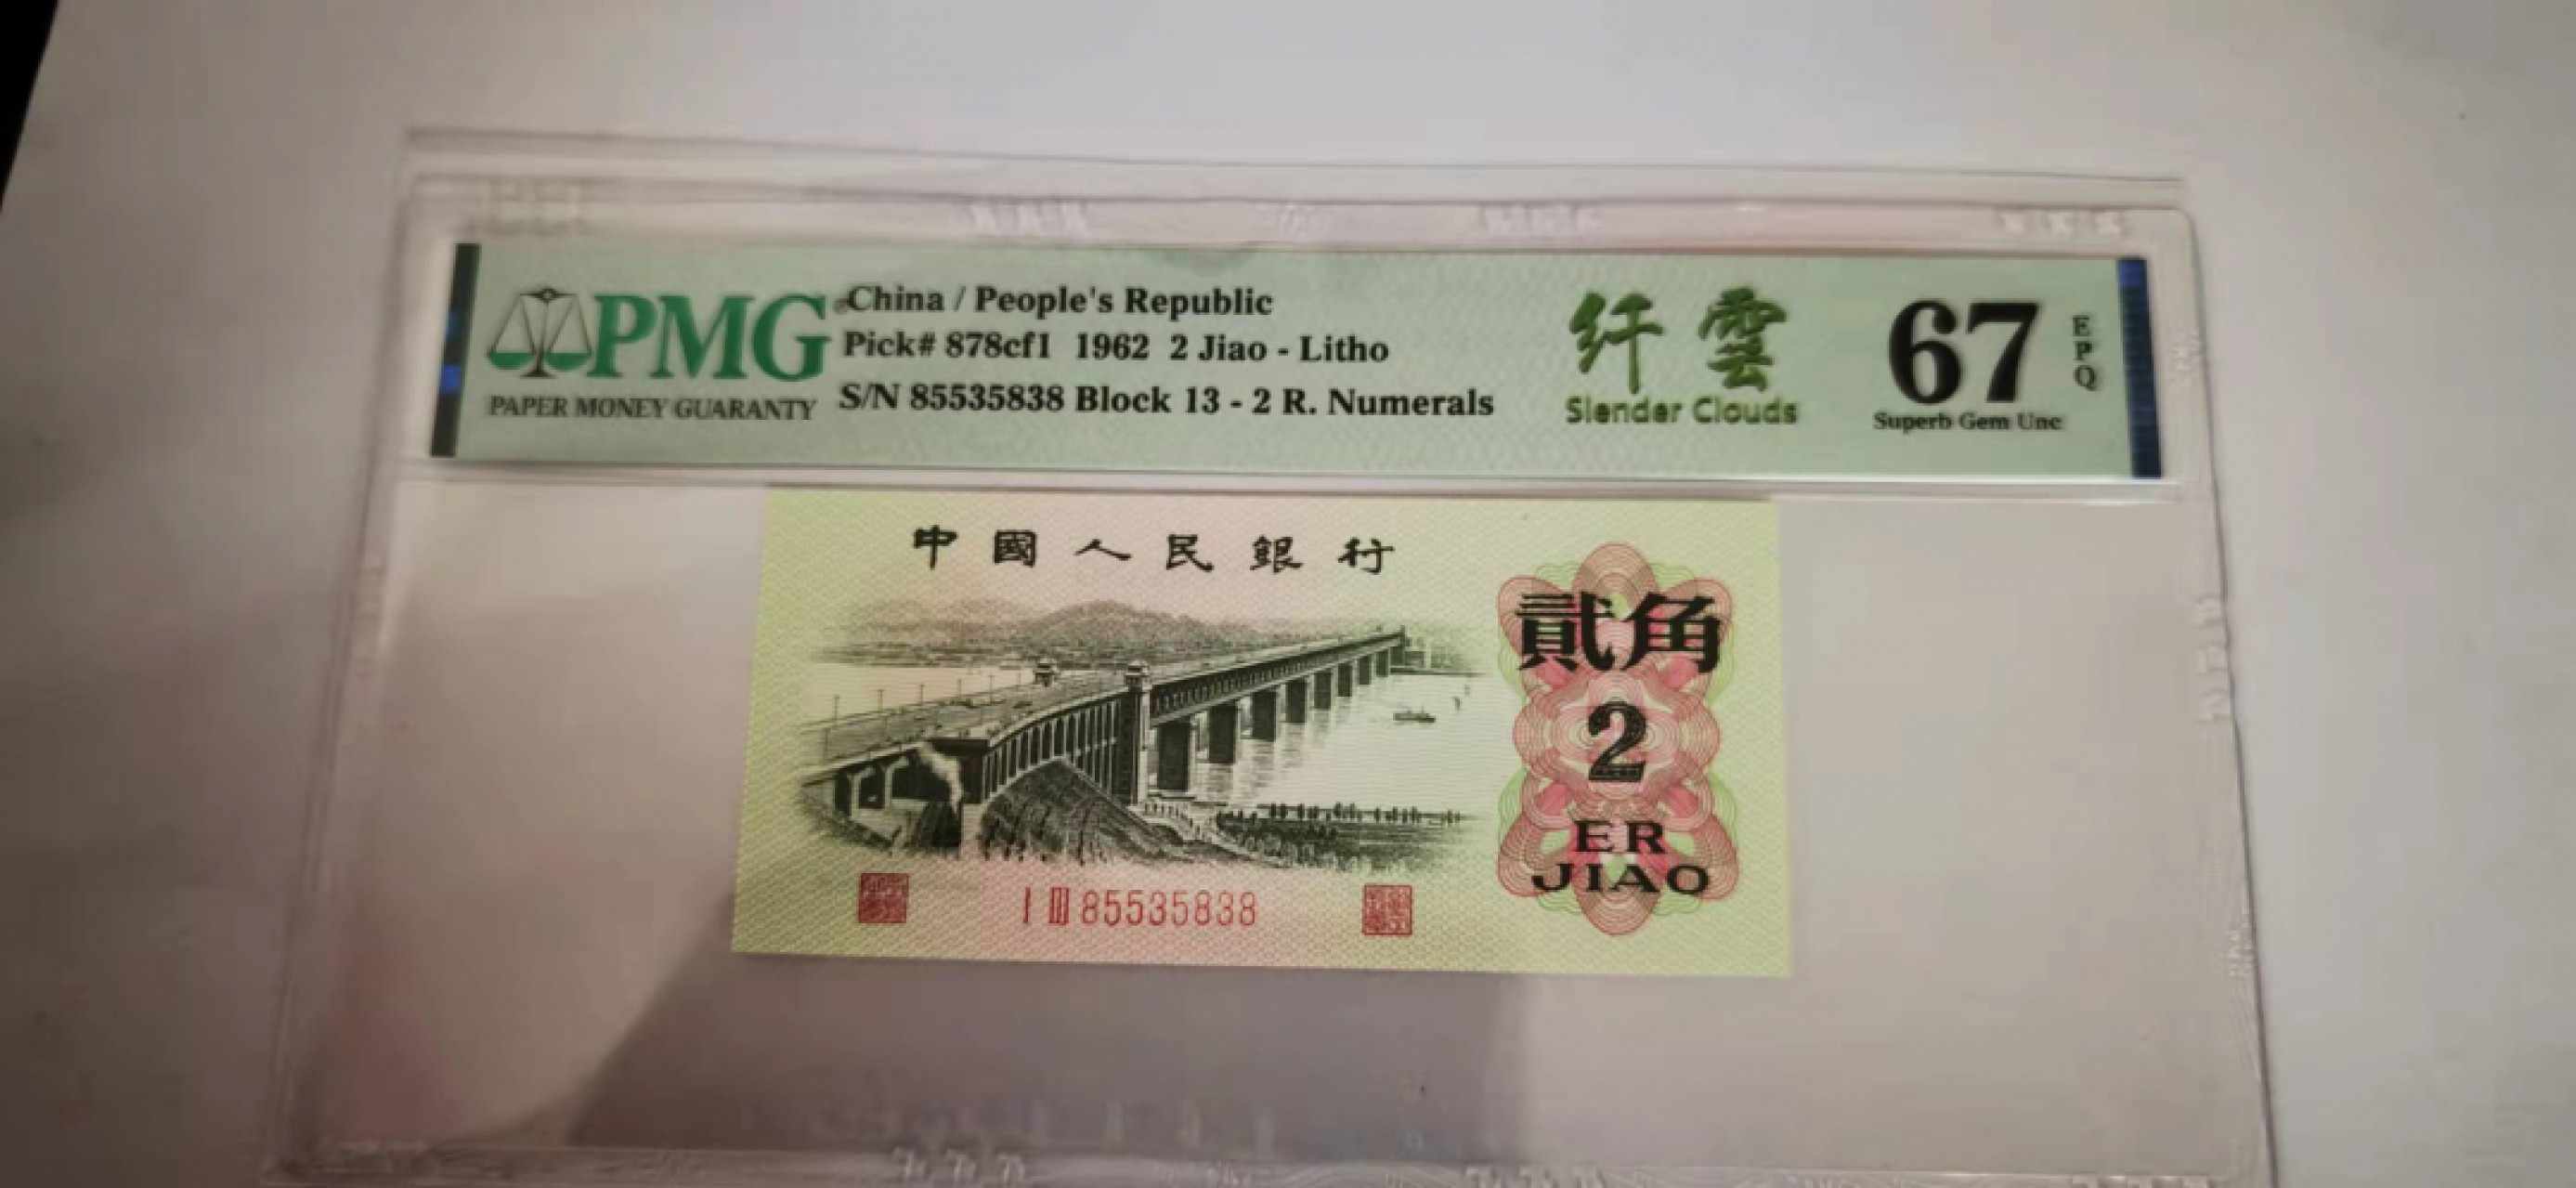 PMG
PAPER MONEY GUARANTY
China / People's Republic
Pick# 878cf1 1962 2 Jiao - Litho
S/N 85535838 Block 13 - 2 R. Numerals
纤雲
Slender Clouds
67
EPQ
Superb Gem Unc
中國人民銀行
貳角
2
ER
JIAO
I III 85535838